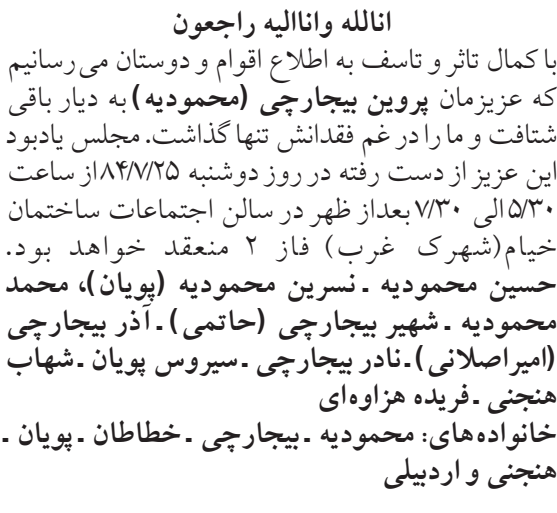 انالله واناالیه راجعون
با کمال تاثر و تاسف به اطلاع اقوام و دوستان می‌رسانیم
که عزیزمان پروین بیجارچی (محمودیه) به دیار باقی
شتافت و ما را در غم فقدانش تنها گذاشت. مجلس یادبود
این عزیز از دست رفته در روز دوشنبه ۸۴/۷/۲۵ از ساعت
۵/۳۰ الی ۷/۳۰ بعداز ظهر در سالن اجتماعات ساختمان
خیام (شهرک غرب) فاز ۲ منعقد خواهد بود.
حسین محمودیه ـ نسرین محمودیه (پویان)، محمد
محمودیه ـ شهیر بیجارچی (حاتمی) ـ آذر بیجارچی
(امیراصلانی) ـ نادر بیجارچی ـ سیروس پویان ـ شهاب
هنجنی ـ فریده هزاوه‌ای
خانواده‌های: محمودیه ـ بیجارچی ـ خطاطان ـ پویان ـ
هنجنی و اردبیلی